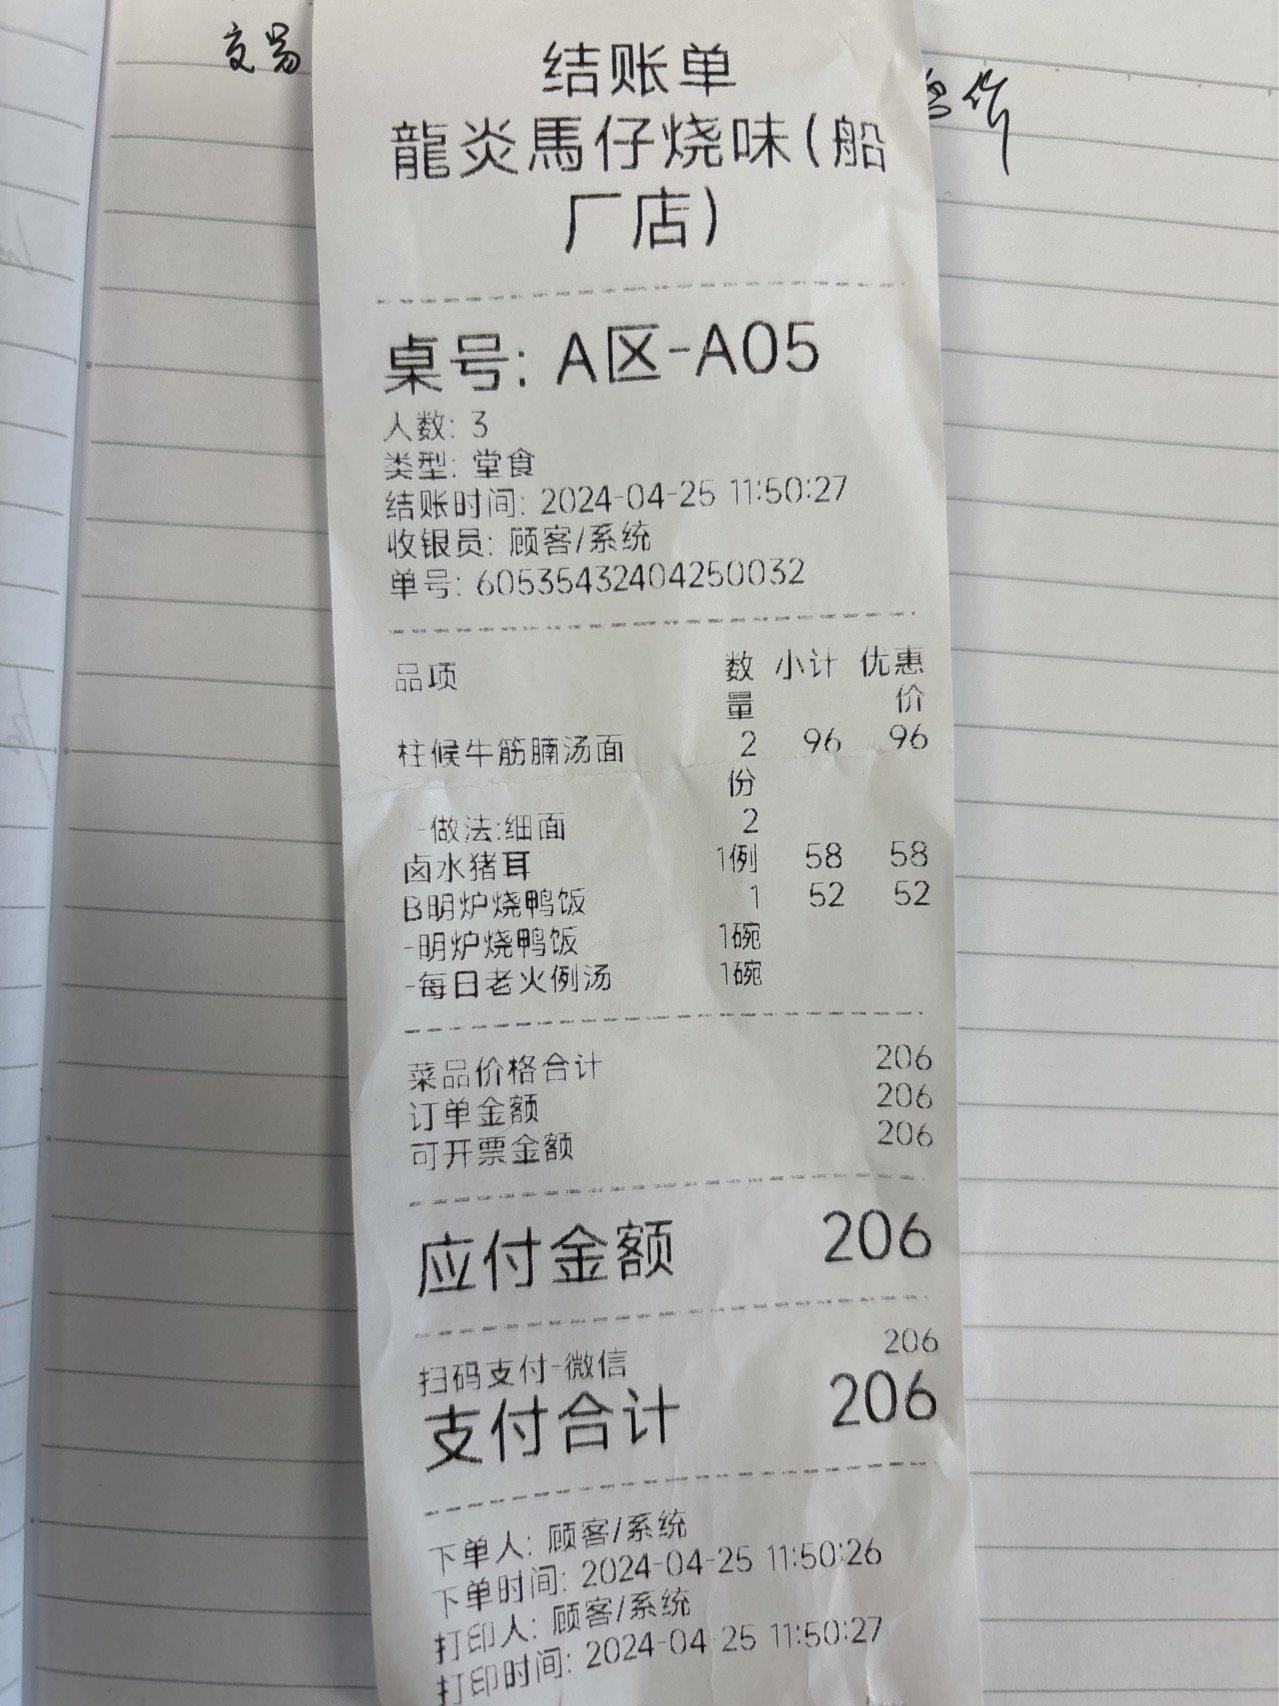 交易
结账单
龍炎馬仔烧味(船
厂店)
桌号: A区-A05
人数: 3
类型: 堂食
结账时间: 2024-04-25 11:50:27
收银员: 顾客/系统
单号: 60535432404250032
品项 数量 小计 优惠价
柱候牛筋腩汤面 2份 96 96
-做法:细面 2
卤水猪耳 1例 58 58
B明炉烧鸭饭 1 52 52
-明炉烧鸭饭 1碗
-每日老火例汤 1碗
菜品价格合计 206
订单金额 206
可开票金额 206
应付金额 206
扫码支付-微信 206
支付合计 206
下单人: 顾客/系统
下单时间: 2024-04-25 11:50:26
打印人: 顾客/系统
打印时间: 2024-04-25 11:50:27